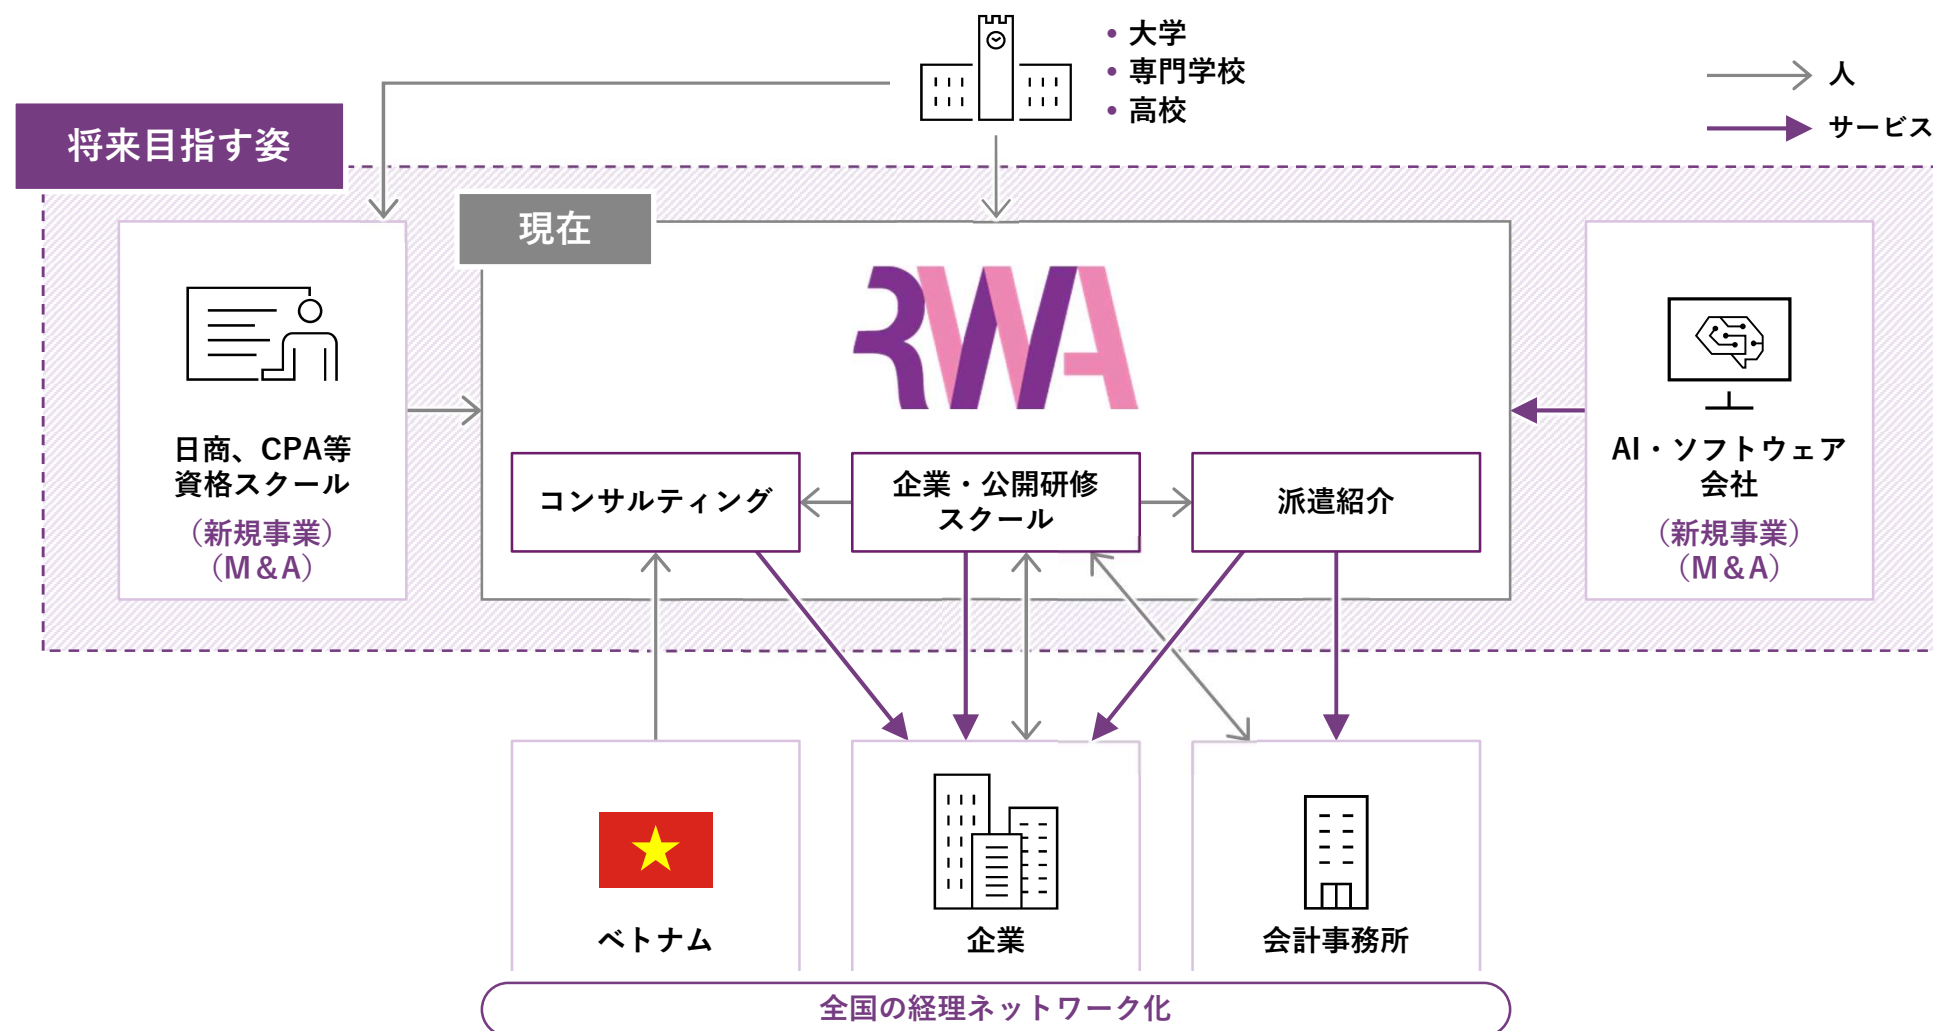 ・大学
・専門学校
・高校
人
サービス
将来目指す姿
現在
RWA
日商、CPA等
資格スクール
（新規事業）
（M＆A）
コンサルティング
企業・公開研修
スクール
派遣紹介
AI・ソフトウェア
会社
（新規事業）
（M＆A）
ベトナム
企業
会計事務所
全国の経理ネットワーク化